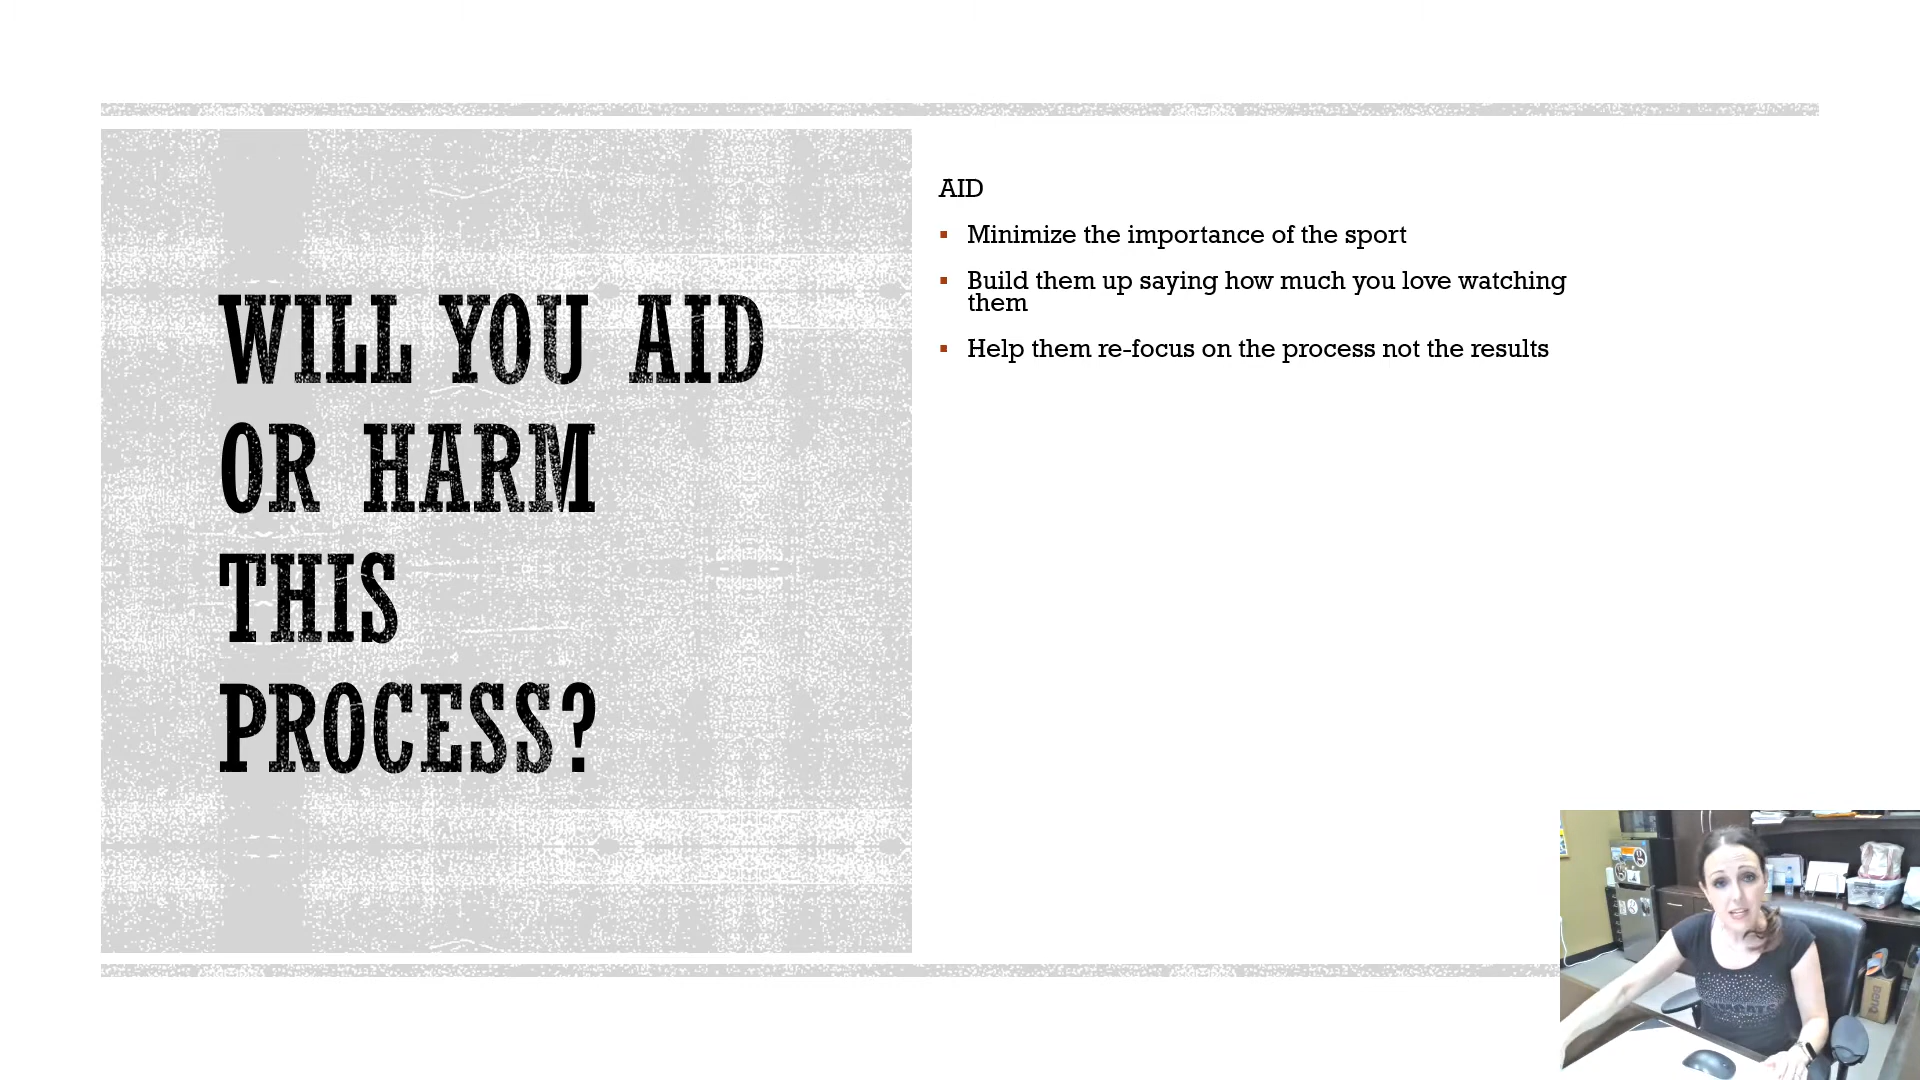 WILL YOU AID
OR HARM
THIS
PROCESS?
AID
▪ Minimize the importance of the sport
▪ Build them up saying how much you love watching
them
▪ Help them re-focus on the process not the results
BenQ